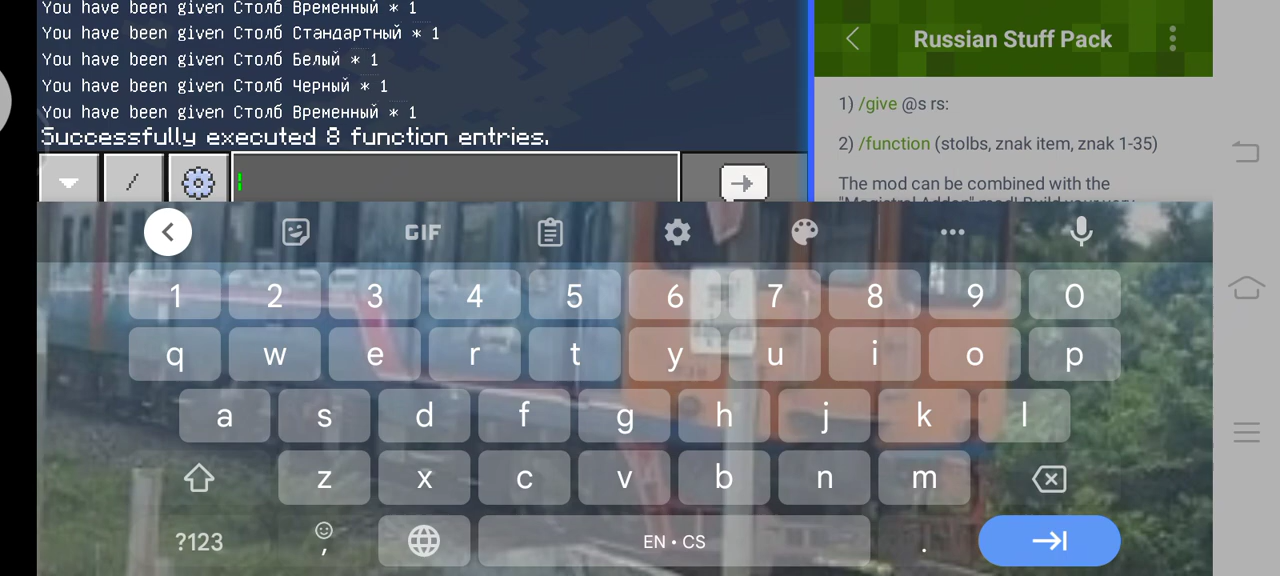 You have been given Столб Временный * 1
You have been given Столб Стандартный * 1
You have been given Столб Белый * 1
You have been given Столб Черный * 1
You have been given Столб Временный * 1
Successfully executed 8 function entries.
/
Russian Stuff Pack
1) /give @s rs:
2) /function (stolbs, znak item, znak 1-35)
The mod can be combined with the
GIF
1 2 3 4 5 6 7 8 9 0
q w e r t y u i o p
a s d f g h j k l
z x c v b n m
?123 , EN • CS .